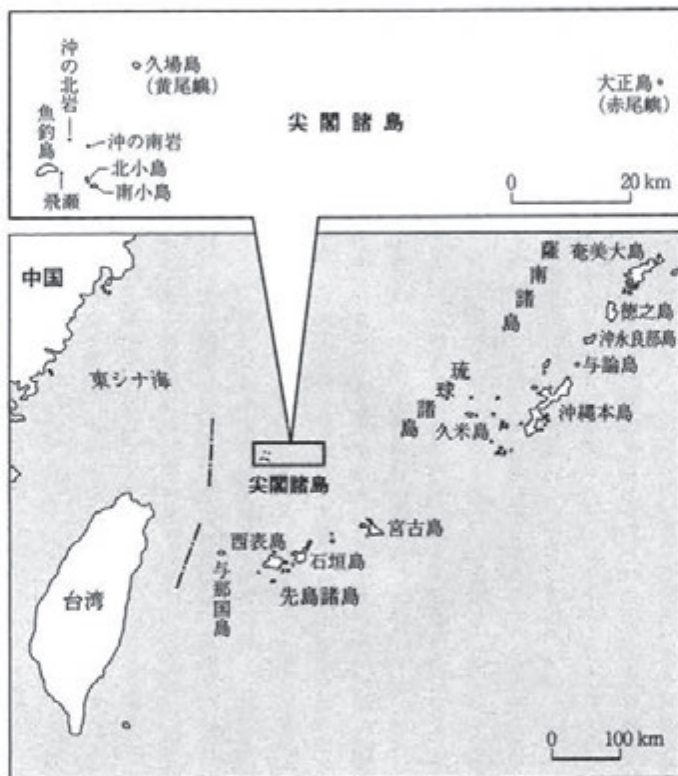 沖の北岩
久場島
(黄尾嶼)
魚釣島
沖の南岩
北小島
南小島
飛瀬
尖閣諸島
大正島
(赤尾嶼)
0 20 km
中国
東シナ海
薩南諸島
奄美大島
徳之島
沖永良部島
与論島
琉球諸島
久米島
沖縄本島
尖閣諸島
宮古島
西表島
石垣島
与那国島
先島諸島
台湾
0 100 km